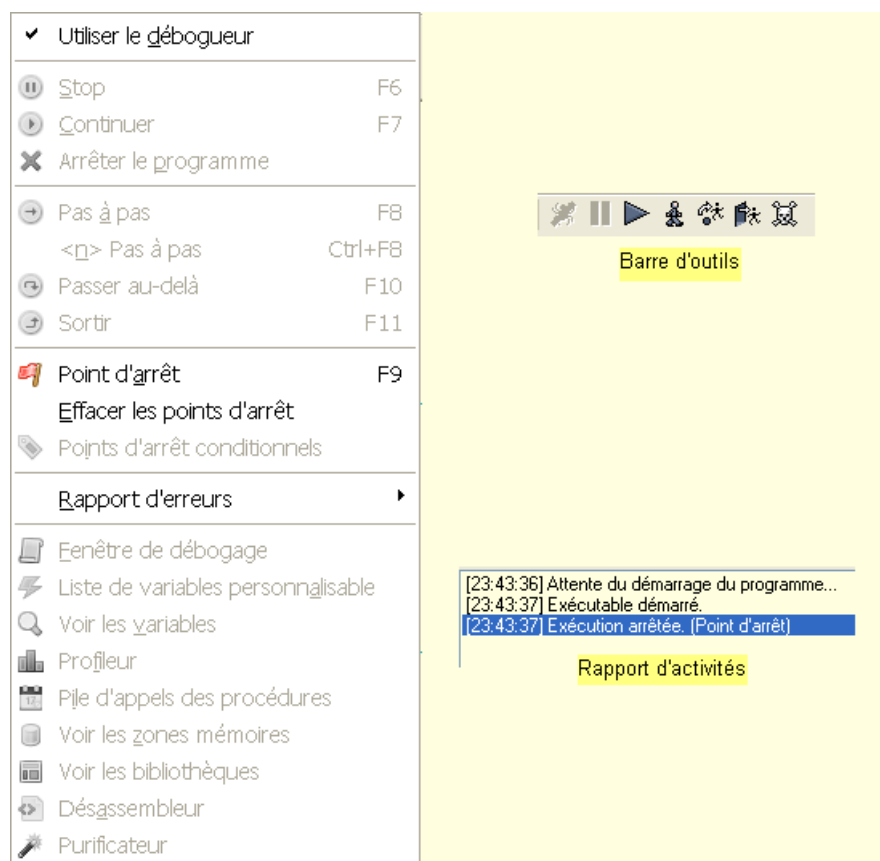 Utiliser le débogueur
Stop F6
Continuer F7
Arrêter le programme
Pas à pas F8
<n> Pas à pas Ctrl+F8
Passer au-delà F10
Sortir F11
Point d'arrêt F9
Effacer les points d'arrêt
Points d'arrêt conditionnels
Rapport d'erreurs
Fenêtre de débogage
Liste de variables personnalisable
Voir les variables
Profileur
Pile d'appels des procédures
Voir les zones mémoires
Voir les bibliothèques
Désassembleur
Purificateur
Barre d'outils
[23:43:36] Attente du démarrage du programme...
[23:43:37] Exécutable démarré.
[23:43:37] Exécution arrêtée. (Point d'arrêt)
Rapport d'activités